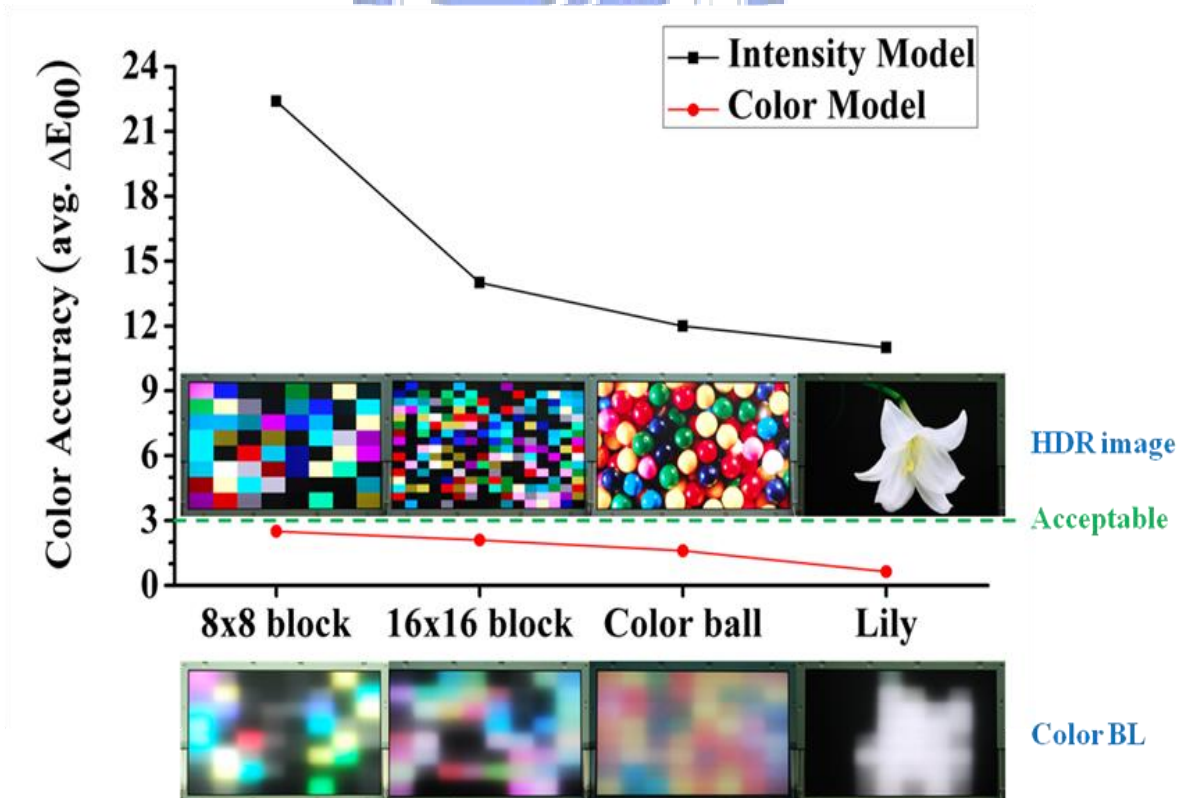 Intensity Model
Color Model
Color Accuracy (avg. ΔE00)
24
21
18
15
12
9
6
3
0
HDR image
Acceptable
8x8 block 16x16 block Color ball Lily
Color BL